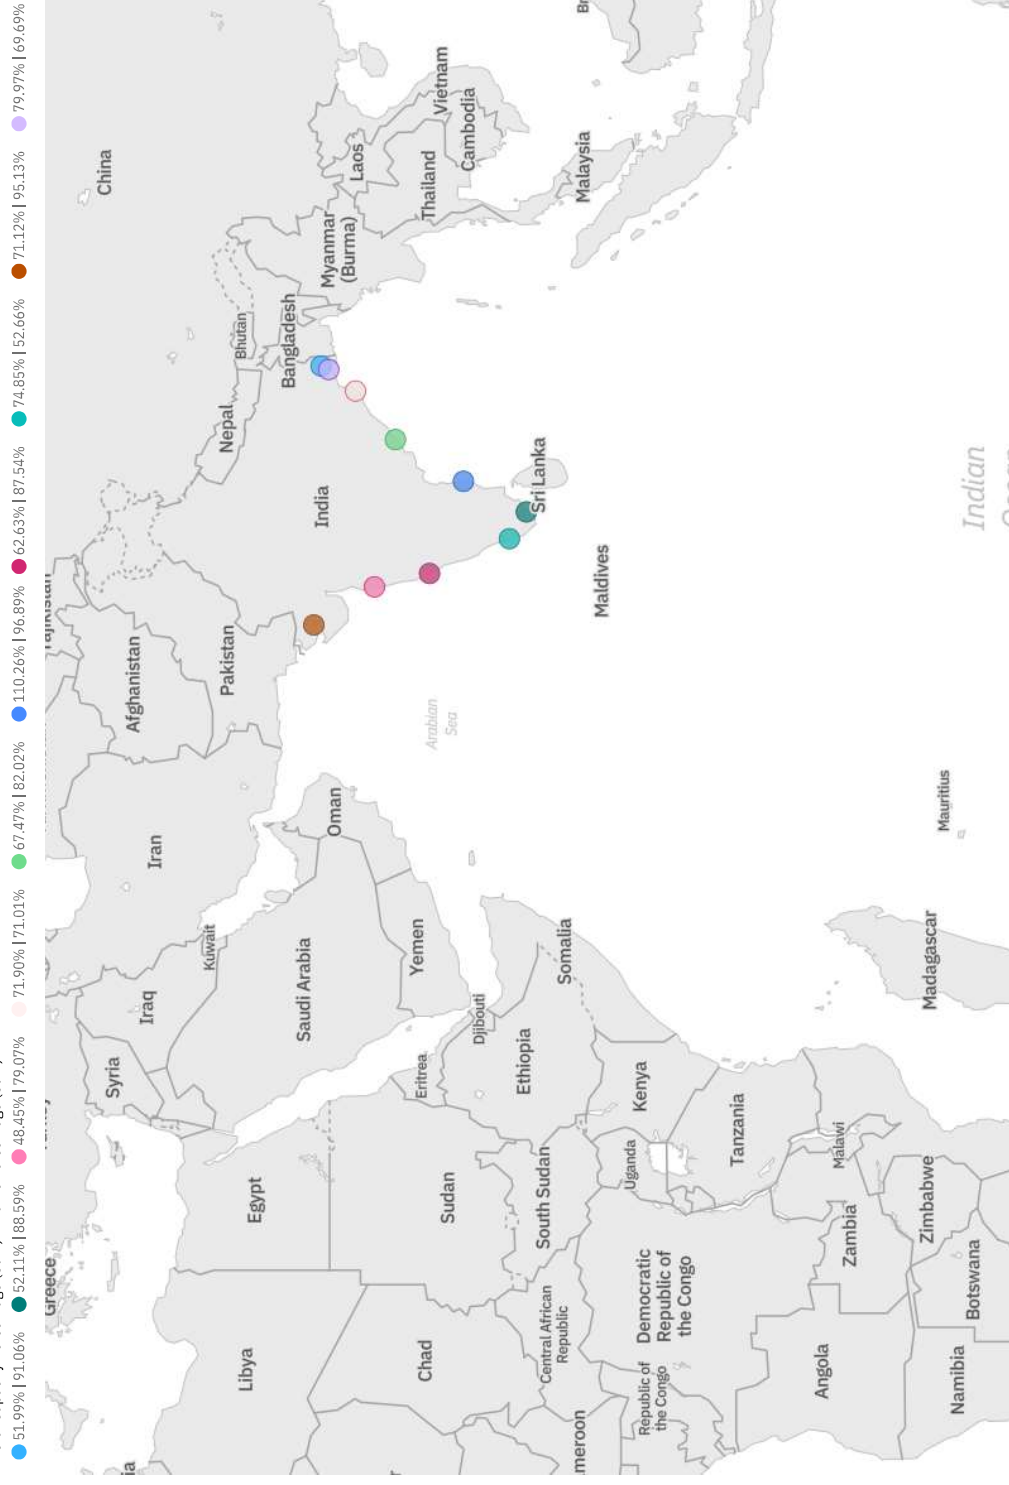 51.99% | 91.06%
52.11% | 88.59%
48.45% | 79.07%
71.90% | 71.01%
67.47% | 82.02%
110.26% | 96.89%
62.63% | 87.54%
74.85% | 52.66%
71.12% | 95.13%
79.97% | 69.69%
Greece
Syria
Iraq
Iran
Kuwait
Afghanistan
Tajikistan
Pakistan
Nepal
Bhutan
Bangladesh
China
India
Myanmar
(Burma)
Laos
Thailand
Vietnam
Cambodia
Malaysia
Sri Lanka
Maldives
Arabian
Sea
Indian
Libya
Egypt
Saudi Arabia
Oman
Yemen
Chad
Sudan
Eritrea
Djibouti
Ethiopia
Somalia
Central African
Republic
South Sudan
Uganda
Kenya
Republic of
the Congo
Democratic
Republic of
the Congo
Tanzania
Angola
Zambia
Malawi
Namibia
Botswana
Zimbabwe
Madagascar
Mauritius